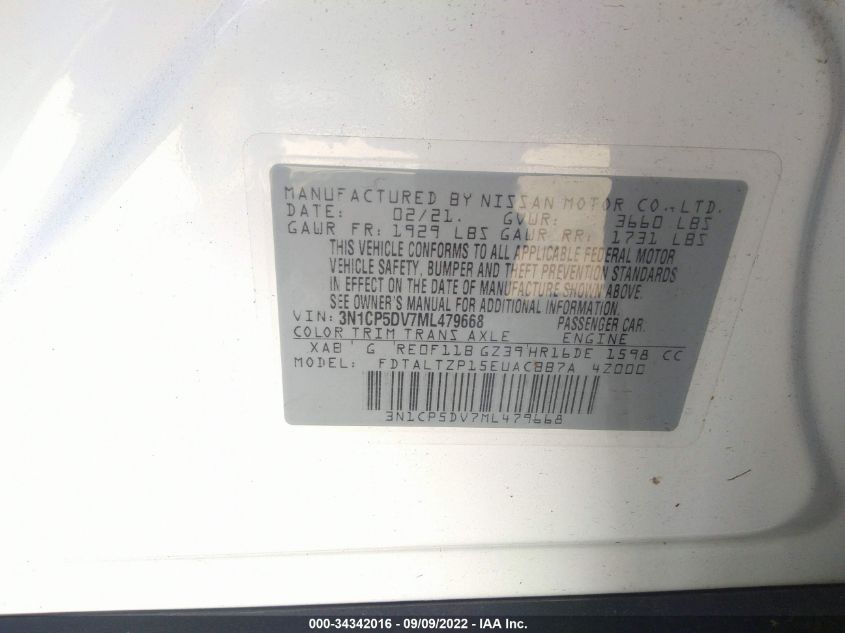 MANUFACTURED BY NISSAN MOTOR CO.,LTD.
DATE: 02/21. GVWR: 3660 LBS
GAWR FR: 1929 LBS GAWR RR: 1731 LBS
THIS VEHICLE CONFORMS TO ALL APPLICABLE FEDERAL MOTOR
VEHICLE SAFETY, BUMPER AND THEFT PREVENTION STANDARDS
IN EFFECT ON THE DATE OF MANUFACTURE SHOWN ABOVE.
SEE OWNER'S MANUAL FOR ADDITIONAL INFORMATION.
VIN: 3N1CP5DV7ML479668 PASSENGER CAR.
COLOR TRIM TRANS AXLE ENGINE
XAB G RE0F11B GZ39 HR16DE 1598 CC
MODEL: FDTALTZP15EUACBB7A 4Z000
3N1CP5DV7ML479668
000-34342016 - 09/09/2022 - IAA Inc.